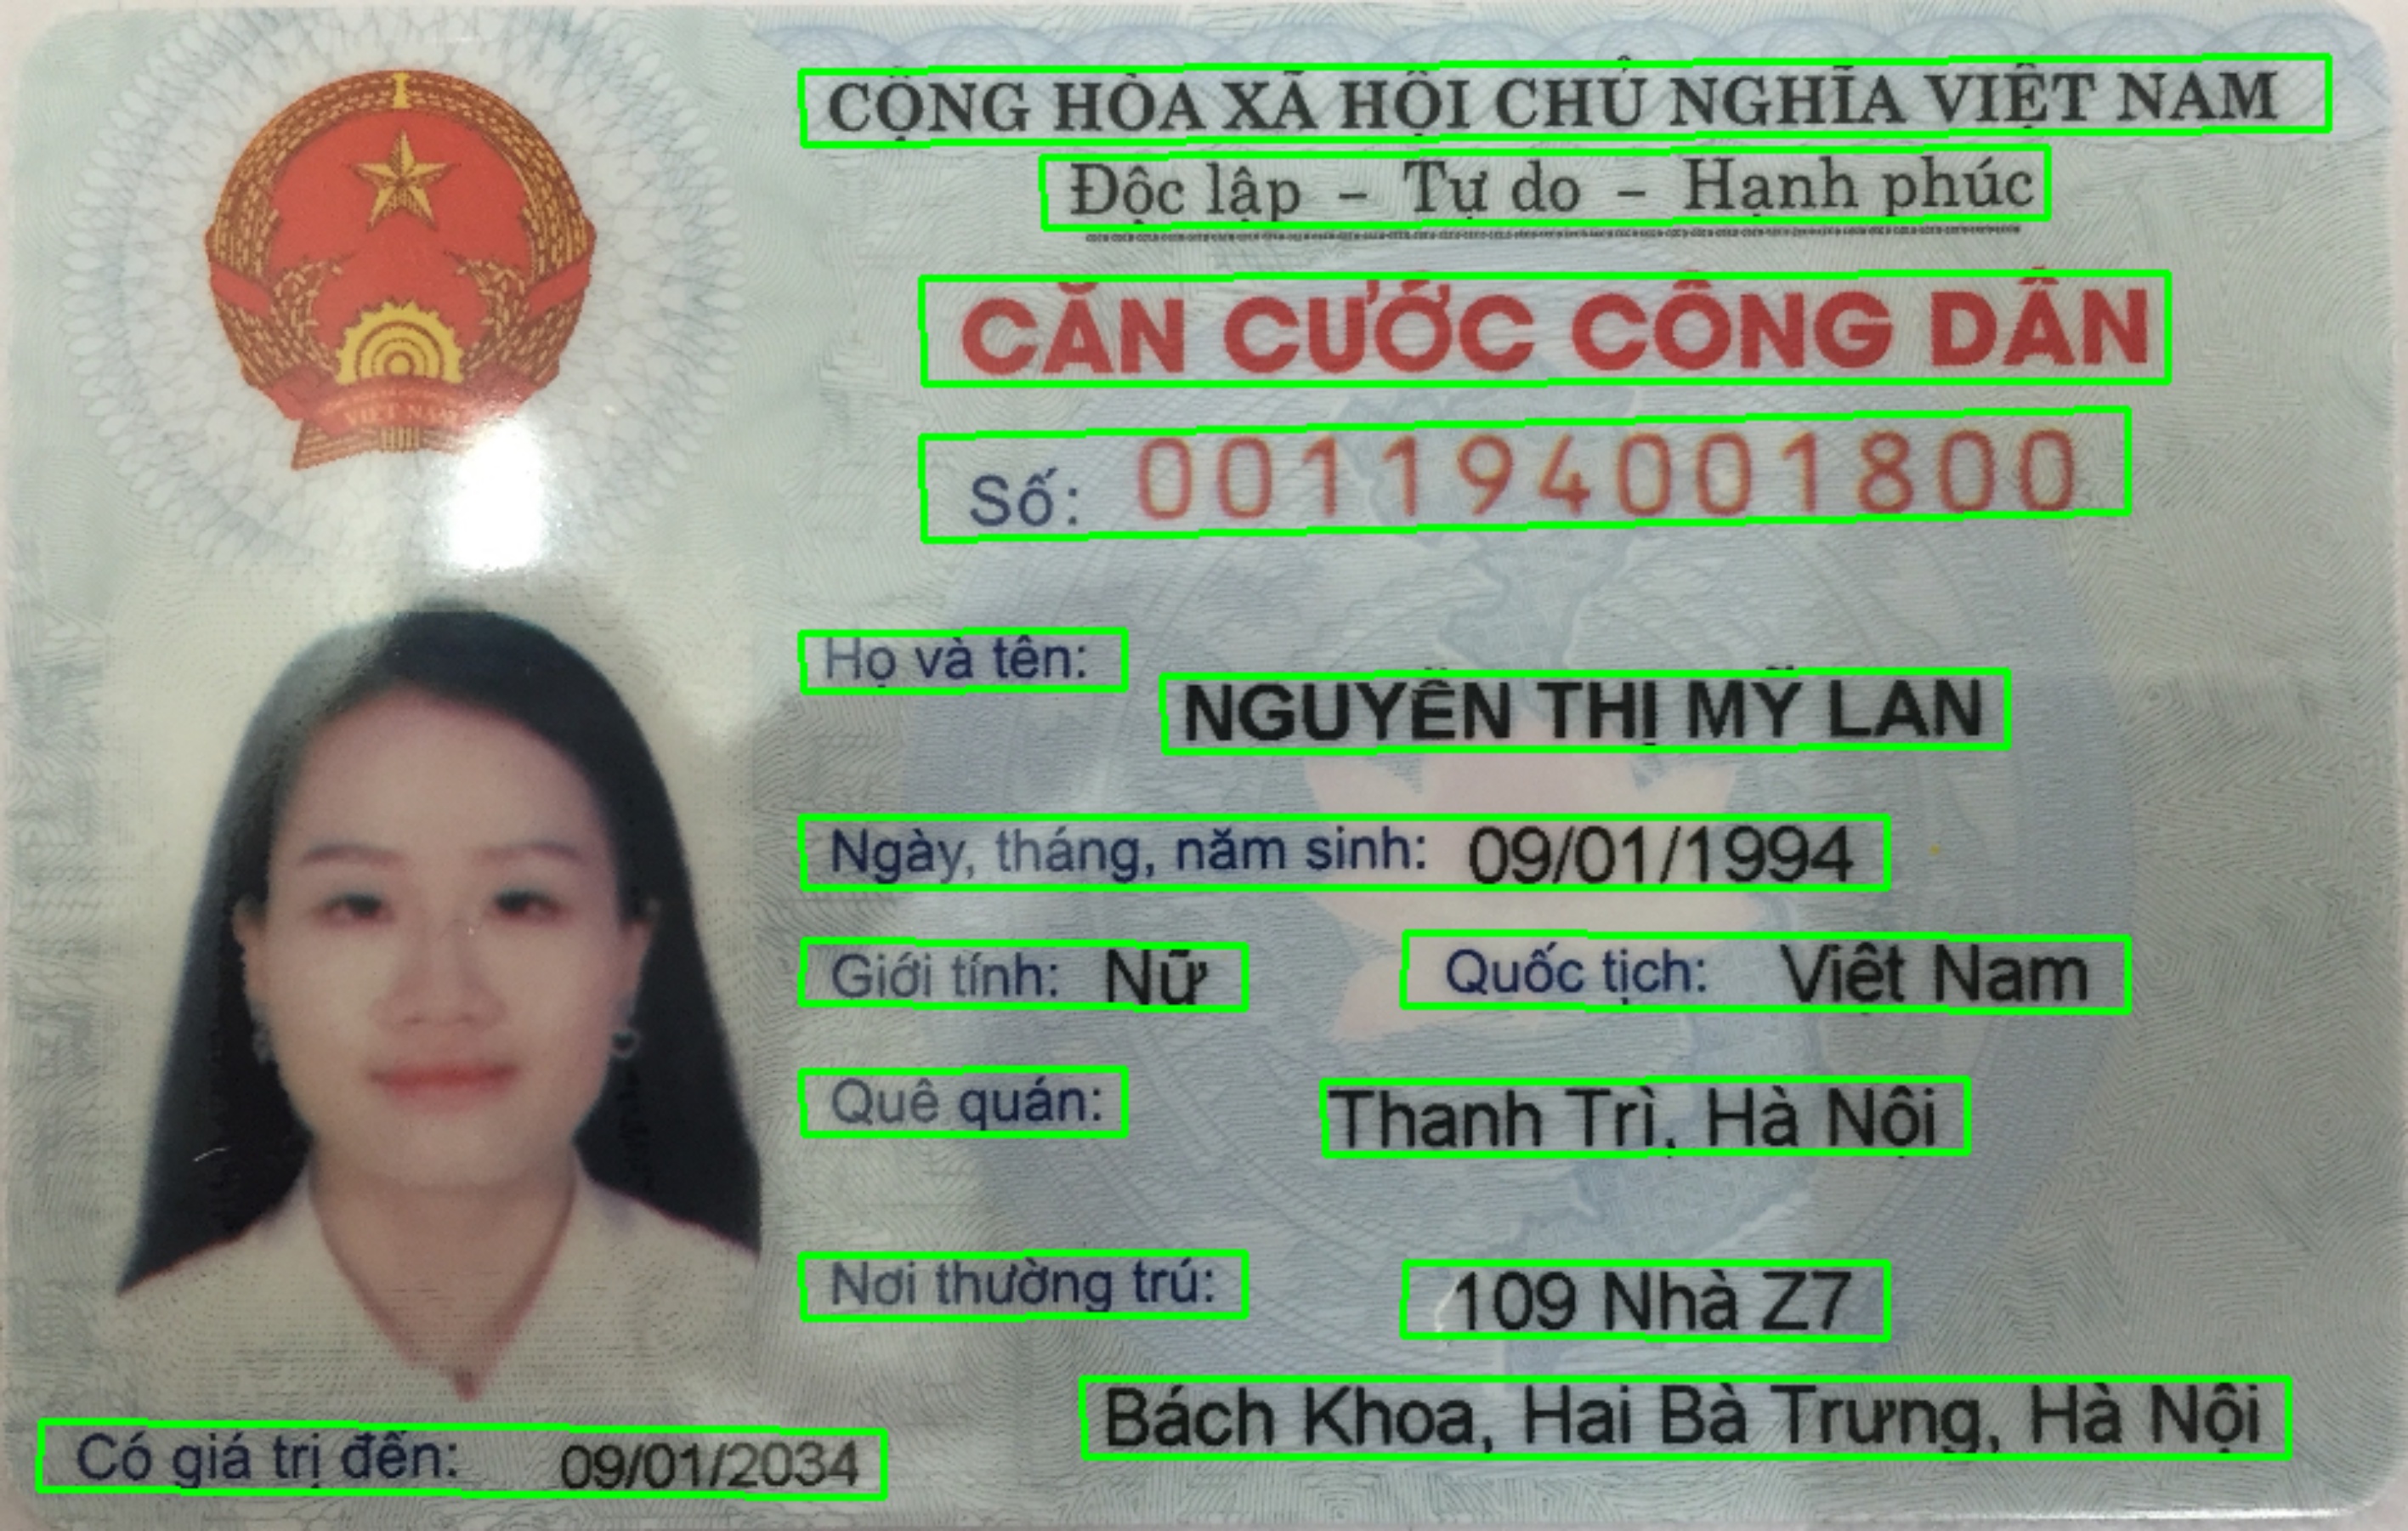 CỘNG HÒA XÃ HỘI CHỦ NGHĨA VIỆT NAM
Độc lập – Tự do – Hạnh phúc
CĂN CƯỚC CÔNG DÂN
Số: 001194001800
VIỆT NAM
Họ và tên:
NGUYỄN THỊ MỸ LAN
Ngày, tháng, năm sinh: 09/01/1994
Giới tính: Nữ Quốc tịch: Việt Nam
Quê quán: Thanh Trì, Hà Nội
Nơi thường trú: 109 Nhà Z7
Bách Khoa, Hai Bà Trưng, Hà Nội
Có giá trị đến: 09/01/2034